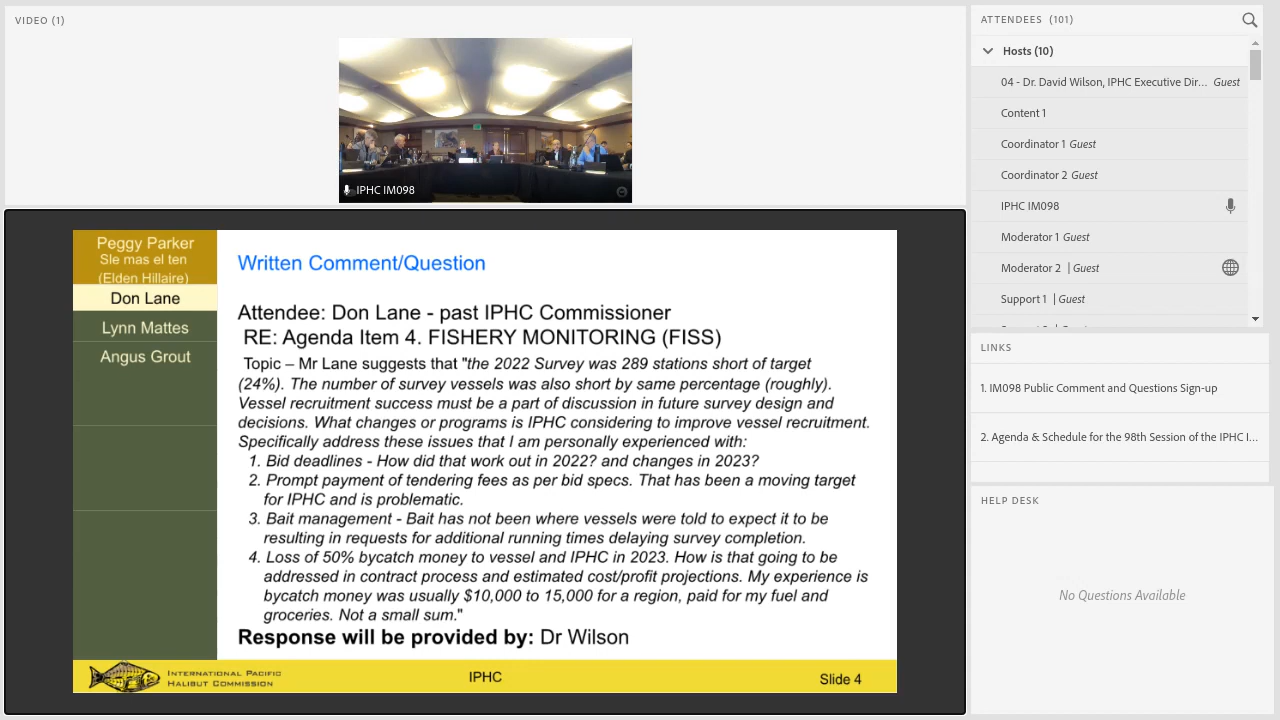 VIDEO (1)
IPHC IM098
Peggy Parker
Sle mas el ten
(Elden Hillaire)
Don Lane
Lynn Mattes
Angus Grout
Written Comment/Question
Attendee: Don Lane - past IPHC Commissioner
RE: Agenda Item 4. FISHERY MONITORING (FISS)
Topic – Mr Lane suggests that "the 2022 Survey was 289 stations short of target
(24%). The number of survey vessels was also short by same percentage (roughly).
Vessel recruitment success must be a part of discussion in future survey design and
decisions. What changes or programs is IPHC considering to improve vessel recruitment.
Specifically address these issues that I am personally experienced with:
1. Bid deadlines - How did that work out in 2022? and changes in 2023?
2. Prompt payment of tendering fees as per bid specs. That has been a moving target
for IPHC and is problematic.
3. Bait management - Bait has not been where vessels were told to expect it to be
resulting in requests for additional running times delaying survey completion.
4. Loss of 50% bycatch money to vessel and IPHC in 2023. How is that going to be
addressed in contract process and estimated cost/profit projections. My experience is
bycatch money was usually $10,000 to 15,000 for a region, paid for my fuel and
groceries. Not a small sum."
Response will be provided by: Dr Wilson
INTERNATIONAL PACIFIC
HALIBUT COMMISSION
IPHC
Slide 4
ATTENDEES (101)
Hosts (10)
04 - Dr. David Wilson, IPHC Executive Dir... Guest
Content 1
Coordinator 1 Guest
Coordinator 2 Guest
IPHC IM098
Moderator 1 Guest
Moderator 2 | Guest
Support 1 | Guest
LINKS
1. IM098 Public Comment and Questions Sign-up
2. Agenda & Schedule for the 98th Session of the IPHC I...
HELP DESK
No Questions Available